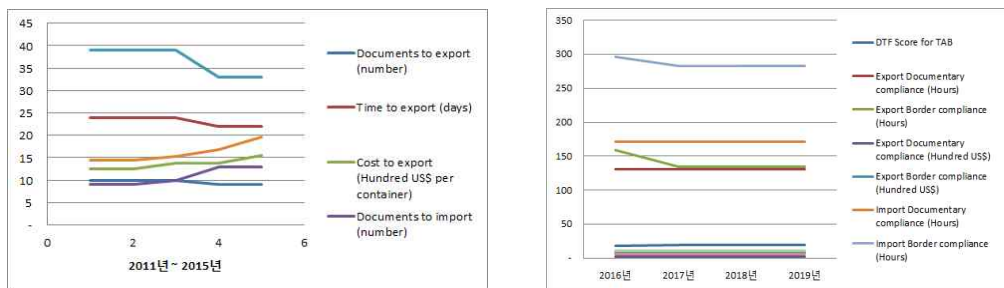 45
40
35
30
25
20
15
10
5
-
0
2
4
6
2011년 ~ 2015년
Documents to export
(number)
Time to export (days)
Cost to export
(Hundred US$ per
container)
Documents to import
(number)
350
300
250
200
150
100
50
-
2016년
2017년
2018년
2019년
DTF Score for TAB
Export Documentary
compliance (Hours)
Export Border compliance
(Hours)
Export Documentary
compliance (Hundred US$)
Export Border compliance
(Hundred US$)
Import Documentary
compliance (Hours)
Import Border compliance
(Hours)